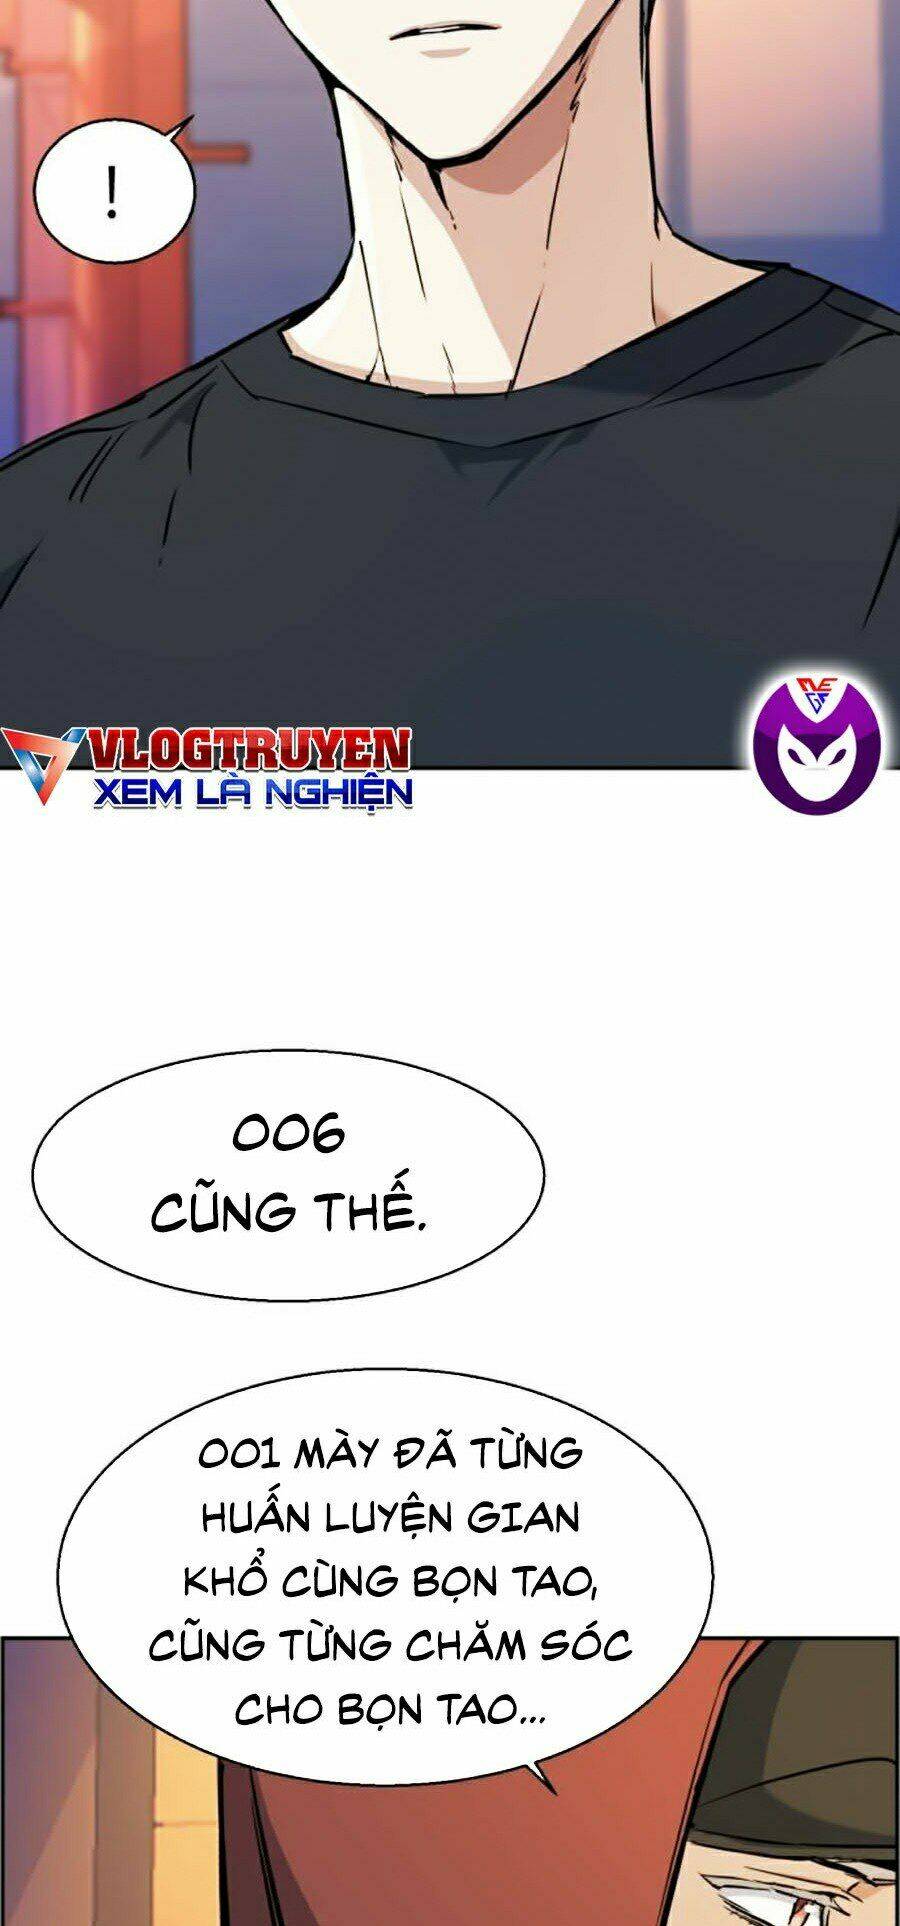 !
VLOGTRUYEN
XEM LÀ NGHIỆN
006
CŨNG THẾ.
001 MÀY ĐÃ TỪNG
HUẤN LUYỆN GIAN
KHỔ CÙNG BỌN TAO,
CŨNG TỪNG CHĂM SÓC
CHO BỌN TAO...